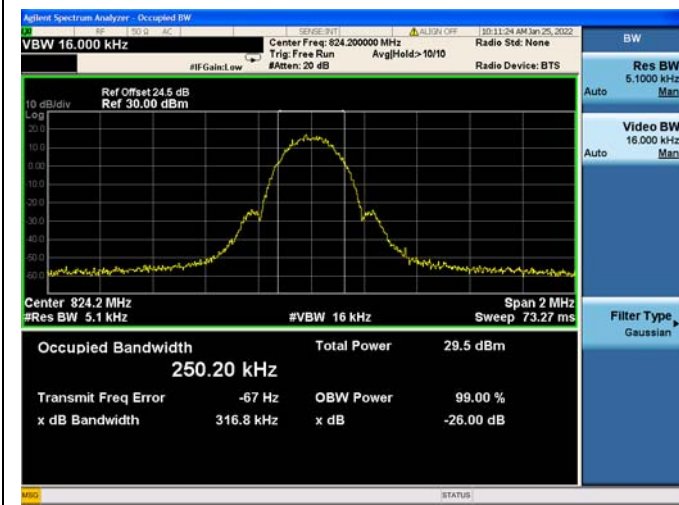 Agilent Spectrum Analyzer - Occupied BW
RF 50 Ω AC SENSE:INT ALIGN OFF 10:11:24 AM Jan 25, 2022
VBW 16.000 kHz Center Freq: 824.200000 MHz Radio Std: None BW
Trig: Free Run Avg|Hold:>10/10
#IFGain:Low #Atten: 20 dB Radio Device: BTS
Res BW
5.1000 kHz
Auto Man
Ref Offset 24.5 dB
10 dB/div Ref 30.00 dBm
Log
Video BW
16.000 kHz
Auto Man
20.0
10.0
0.00
-10.0
-20.0
-30.0
-40.0
-50.0
-60.0
Center 824.2 MHz Span 2 MHz
#Res BW 5.1 kHz #VBW 16 kHz Sweep 73.27 ms
Filter Type
Gaussian
Occupied Bandwidth Total Power 29.5 dBm
250.20 kHz
Transmit Freq Error -67 Hz OBW Power 99.00 %
x dB Bandwidth 316.8 kHz x dB -26.00 dB
MSG STATUS